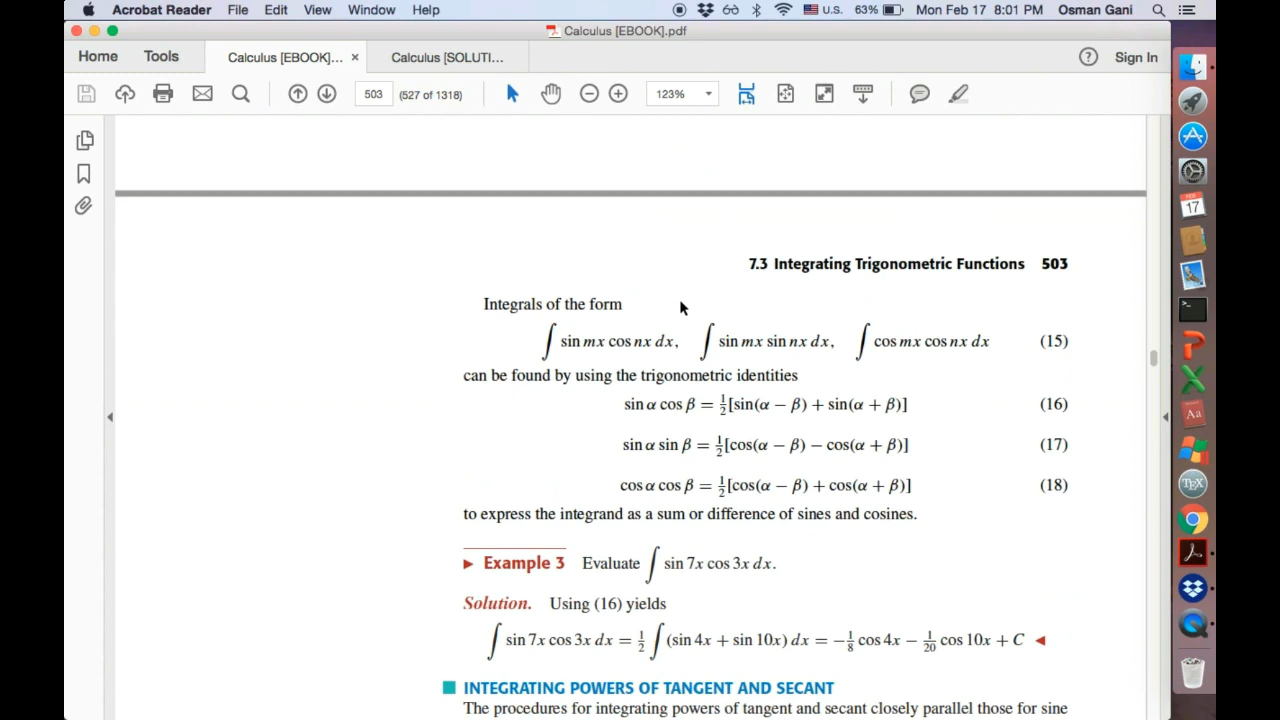 Acrobat Reader File Edit View Window Help U.S. 63% Mon Feb 17 8:01 PM Osman Gani
Calculus [EBOOK].pdf
Home Tools Calculus [EBOOK]... × Calculus [SOLUTI... ? Sign In
503 (527 of 1318) 123%
7.3 Integrating Trigonometric Functions 503
Integrals of the form
∫ sin mx cos nx dx, ∫ sin mx sin nx dx, ∫ cos mx cos nx dx (15)
can be found by using the trigonometric identities
sin α cos β = ½[sin(α − β) + sin(α + β)] (16)
sin α sin β = ½[cos(α − β) − cos(α + β)] (17)
cos α cos β = ½[cos(α − β) + cos(α + β)] (18)
to express the integrand as a sum or difference of sines and cosines.
▶ Example 3 Evaluate ∫ sin 7x cos 3x dx.
Solution. Using (16) yields
∫ sin 7x cos 3x dx = ½ ∫ (sin 4x + sin 10x) dx = −⅛ cos 4x − 1/20 cos 10x + C ◀
INTEGRATING POWERS OF TANGENT AND SECANT
The procedures for integrating powers of tangent and secant closely parallel those for sine
FEB
17
>_
Aa
TEX